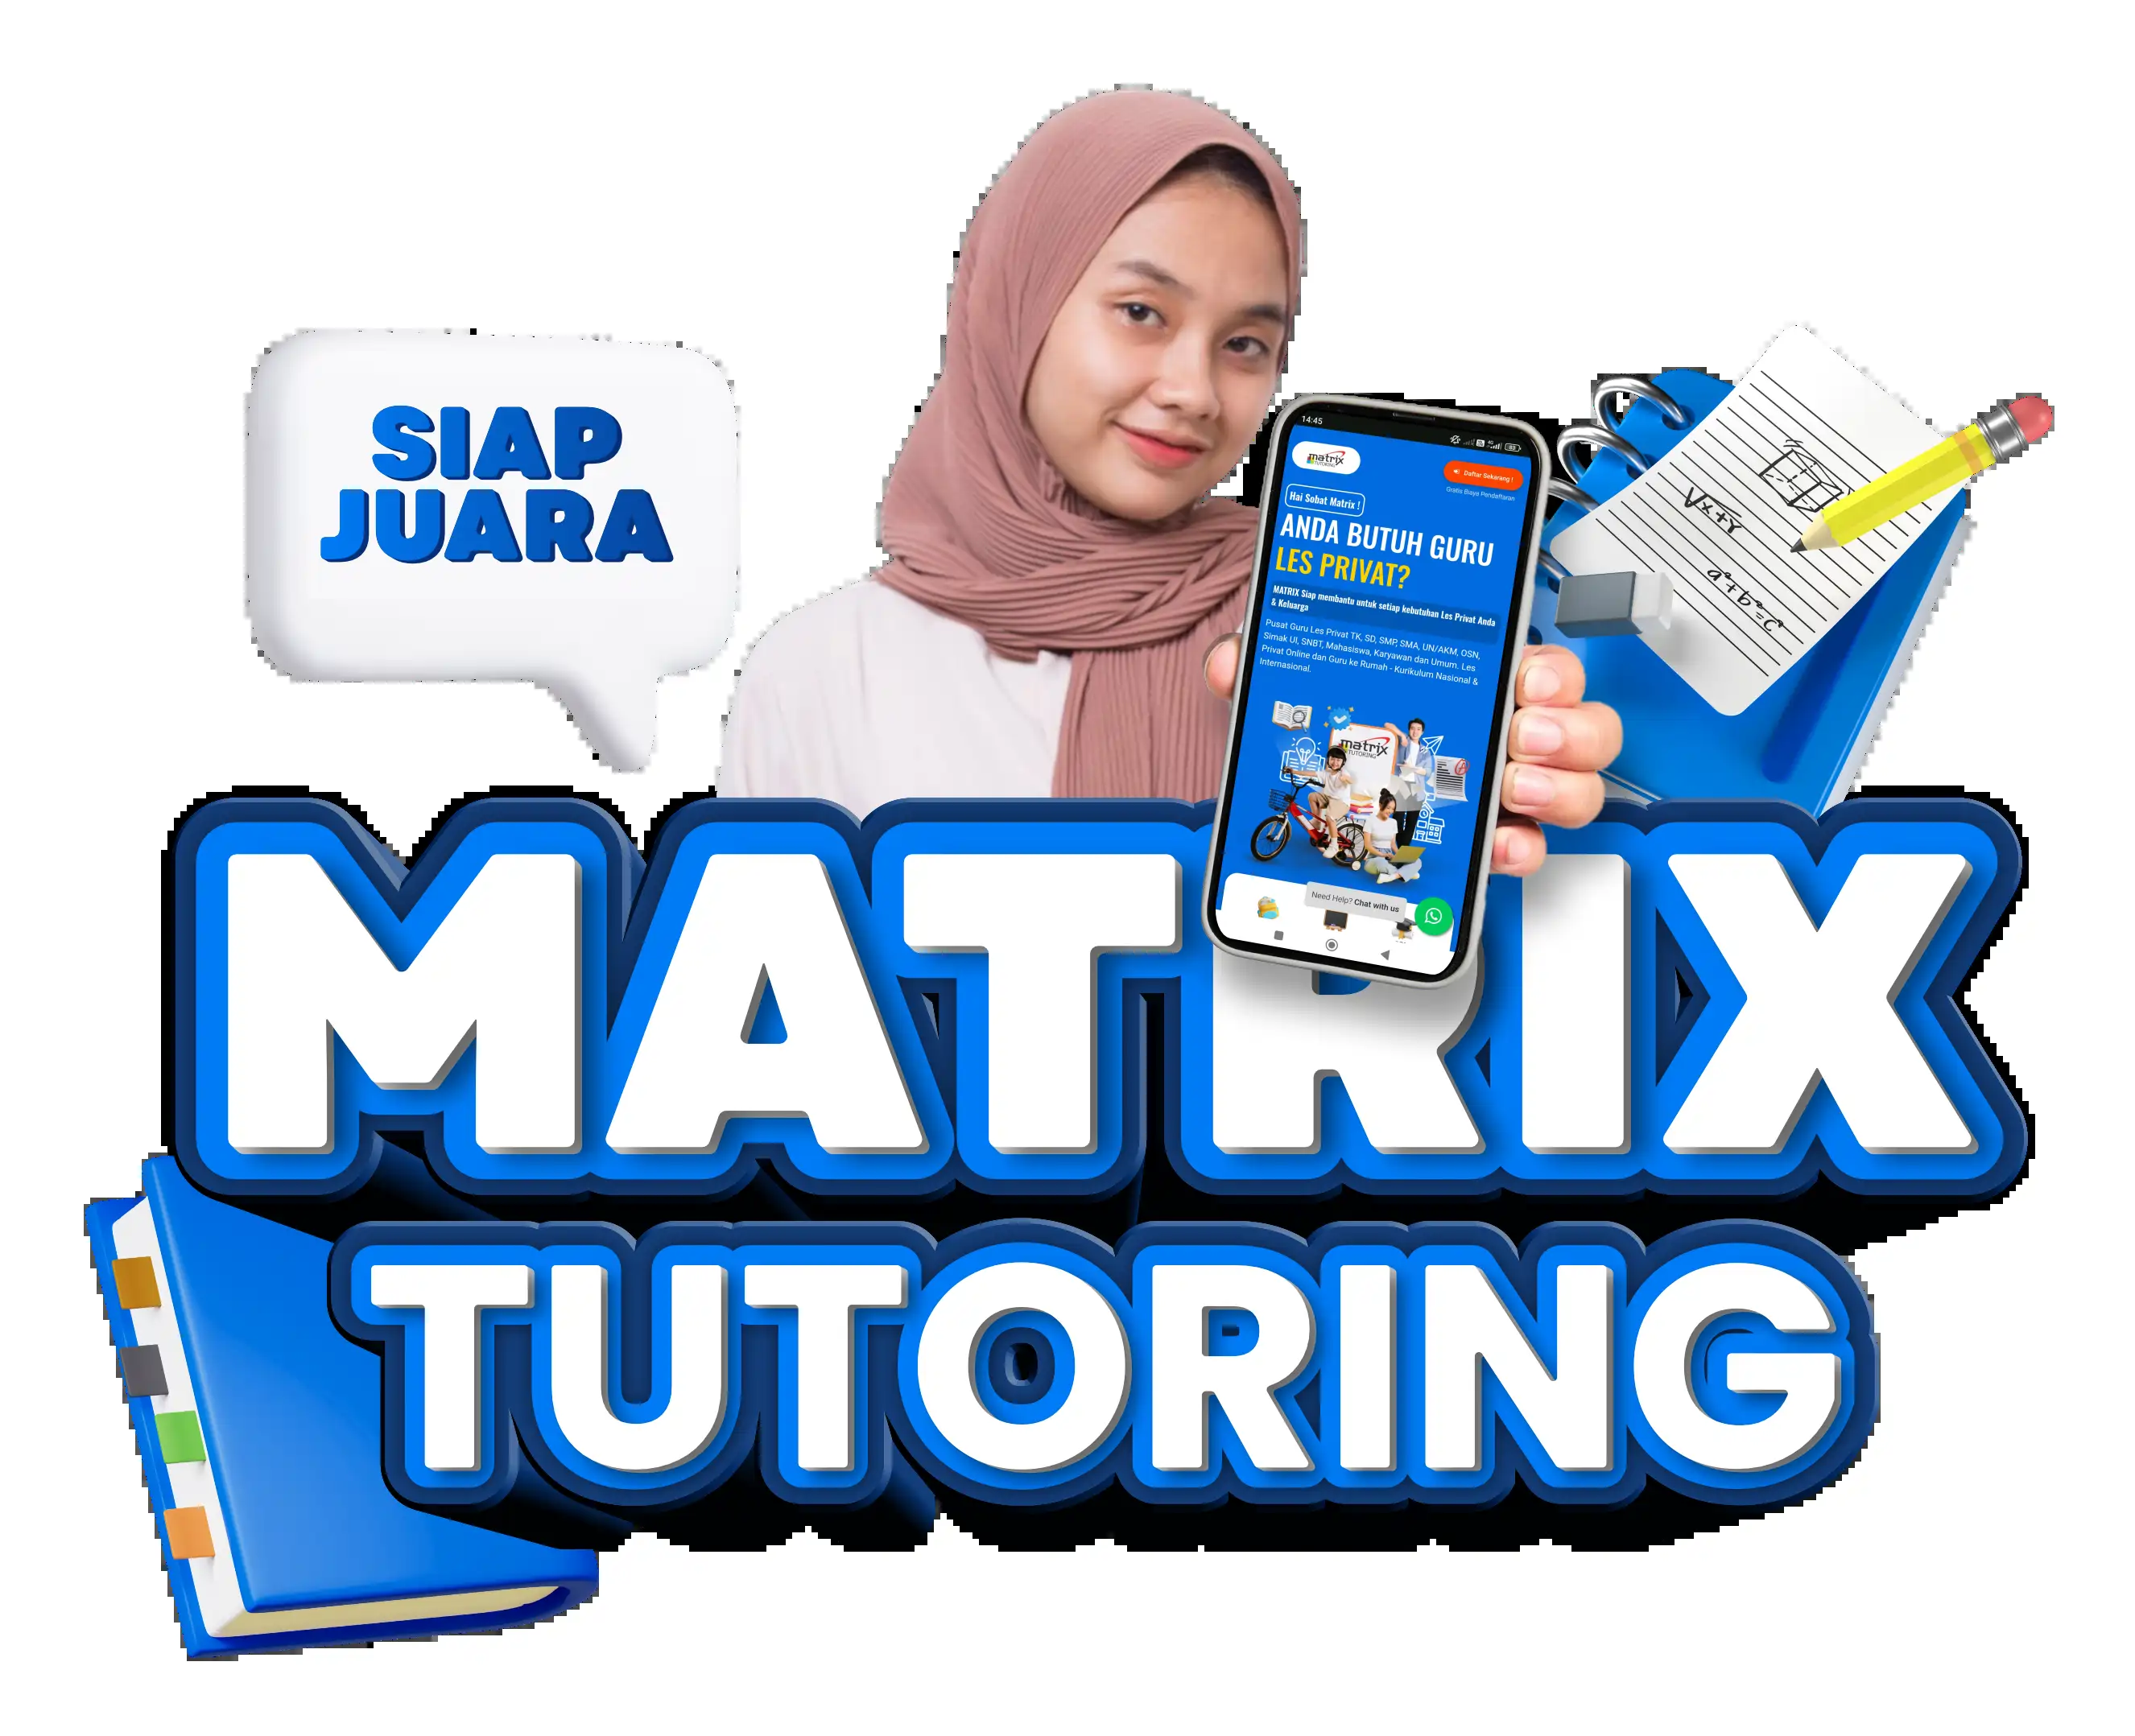 SIAP
JUARA
14:45
matrix
TUTORING
Daftar Sekarang !
Gratis Biaya Pendaftaran
Hai Sobat Matrix !
ANDA BUTUH GURU
LES PRIVAT?
MATRIX Siap membantu untuk setiap kebutuhan Les Privat Anda
& Keluarga
Pusat Guru Les Privat TK, SD, SMP, SMA, UN/AKM, OSN,
Simak UI, SNBT, Mahasiswa, Karyawan dan Umum. Les
Privat Online dan Guru ke Rumah - Kurikulum Nasional &
Internasional.
matrix
TUTORING
Need Help? Chat with us
√x+y
a²+b²=c
MATRIX
TUTORING